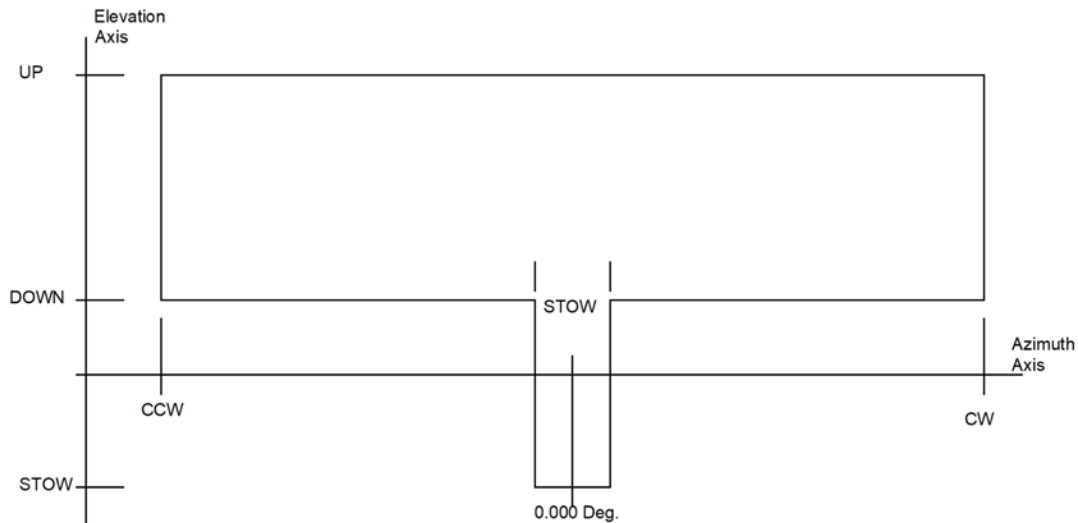 Elevation
Axis
UP
DOWN
STOW
Azimuth
Axis
CCW
CW
STOW
0.000 Deg.